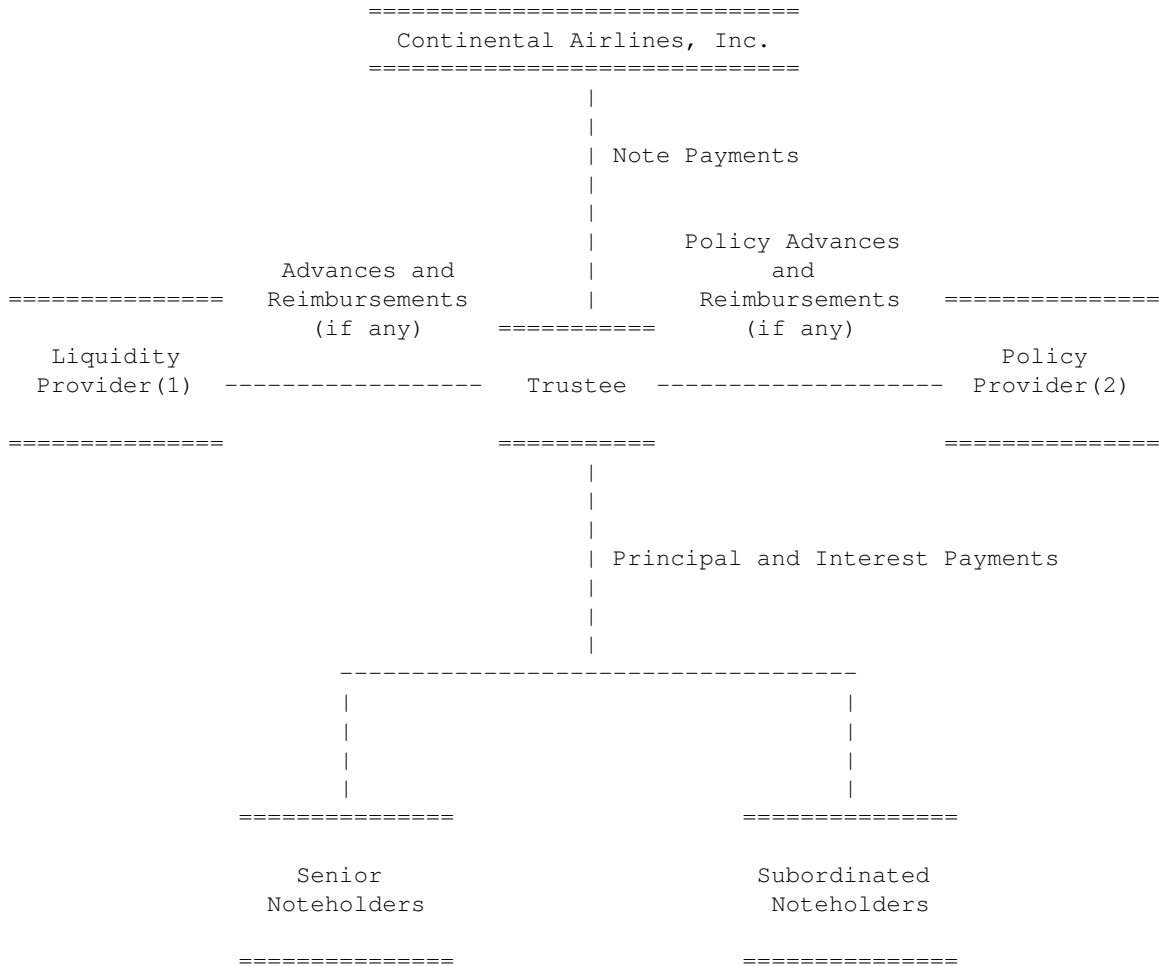 Continental Airlines, Inc.
Note Payments
Policy Advances
Advances and and
Reimbursements Reimbursements
(if any) (if any)
Liquidity Policy
Provider(1) Trustee Provider(2)
Principal and Interest Payments
Senior Subordinated
Noteholders Noteholders